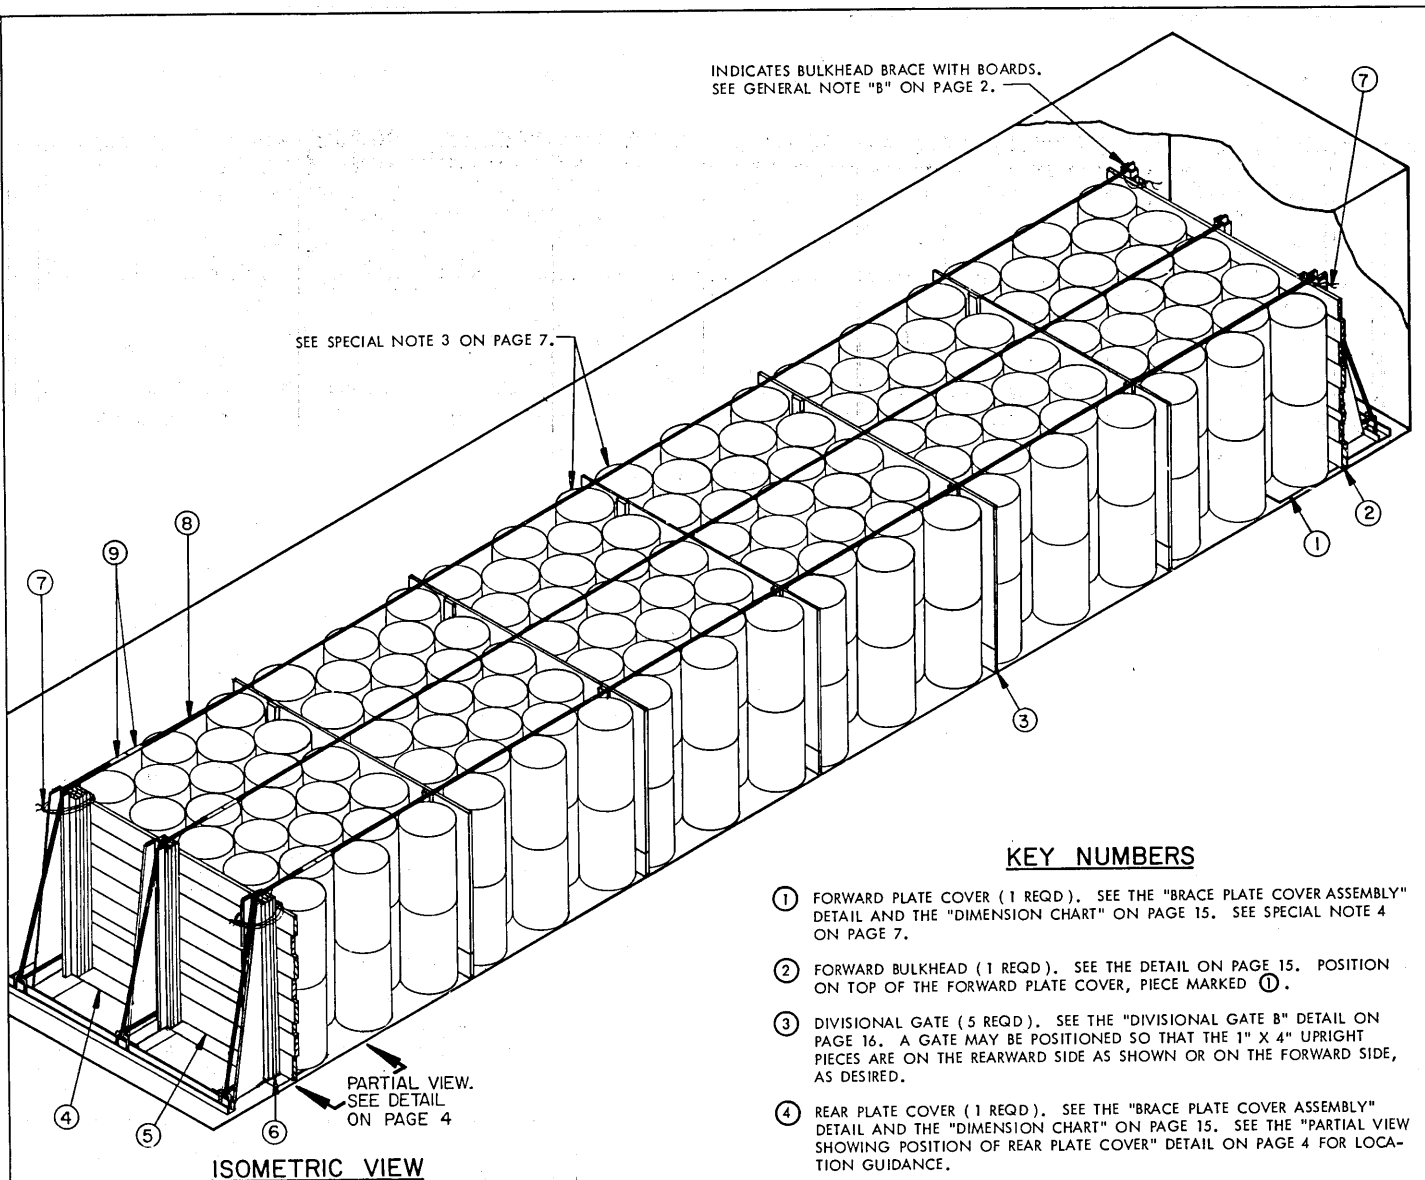 INDICATES BULKHEAD BRACE WITH BOARDS.
SEE GENERAL NOTE "B" ON PAGE 2.
7
SEE SPECIAL NOTE 3 ON PAGE 7.
8
9
7
2
1
3
4
5
6
PARTIAL VIEW.
SEE DETAIL
ON PAGE 4
ISOMETRIC VIEW
KEY NUMBERS
1 FORWARD PLATE COVER (1 REQD). SEE THE "BRACE PLATE COVER ASSEMBLY"
DETAIL AND THE "DIMENSION CHART" ON PAGE 15. SEE SPECIAL NOTE 4
ON PAGE 7.
2 FORWARD BULKHEAD (1 REQD). SEE THE DETAIL ON PAGE 15. POSITION
ON TOP OF THE FORWARD PLATE COVER, PIECE MARKED 1.
3 DIVISIONAL GATE (5 REQD). SEE THE "DIVISIONAL GATE B" DETAIL ON
PAGE 16. A GATE MAY BE POSITIONED SO THAT THE 1" X 4" UPRIGHT
PIECES ARE ON THE REARWARD SIDE AS SHOWN OR ON THE FORWARD SIDE,
AS DESIRED.
4 REAR PLATE COVER (1 REQD). SEE THE "BRACE PLATE COVER ASSEMBLY"
DETAIL AND THE "DIMENSION CHART" ON PAGE 15. SEE THE "PARTIAL VIEW
SHOWING POSITION OF REAR PLATE COVER" DETAIL ON PAGE 4 FOR LOCA-
TION GUIDANCE.